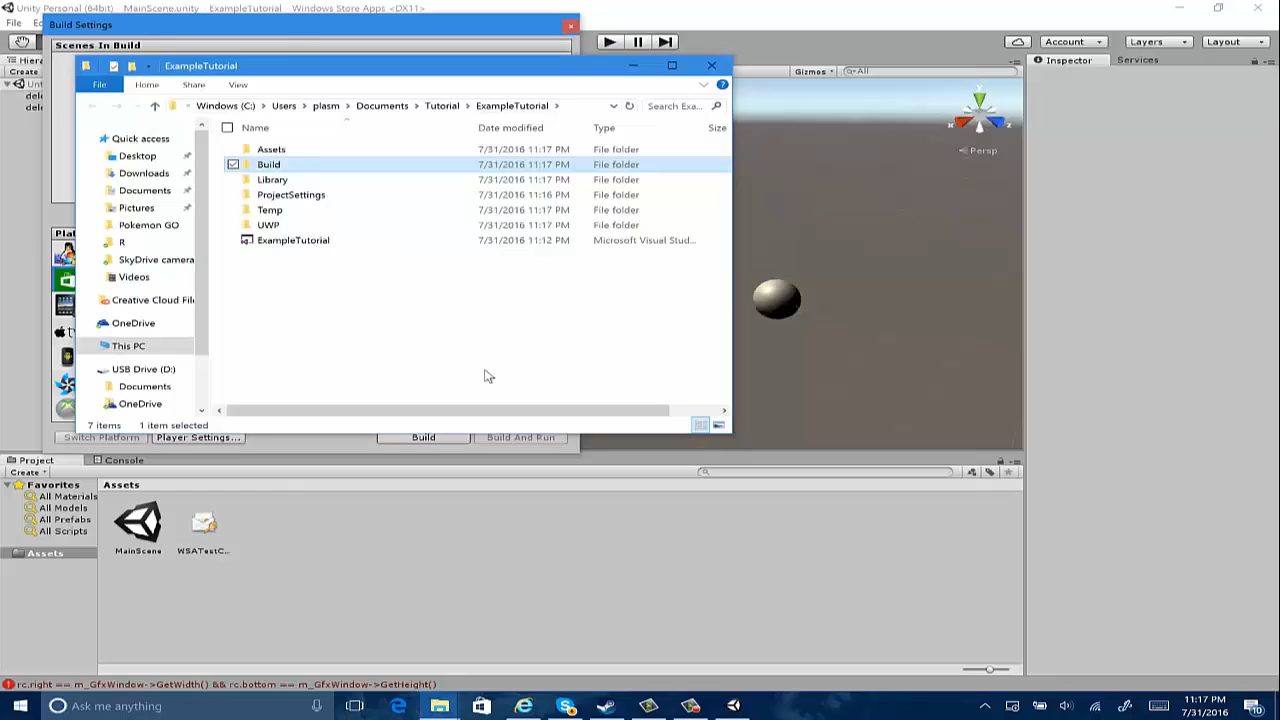 Unity Personal (64bit) - MainScene.unity - ExampleTutorial - Windows Store Apps <DX11>
File
Build Settings
Scenes In Build
Account
Layers
Layout
Create
ExampleTutorial
Gizmos
All
Inspector
Services
File
Home
Share
View
Windows (C:) > Users > plasm > Documents > Tutorial > ExampleTutorial >
Search Exa...
Name
Date modified
Type
Size
Quick access
Desktop
Downloads
Documents
Pictures
Pokemon GO
R
SkyDrive camera
Videos
Creative Cloud Fil
OneDrive
This PC
USB Drive (D:)
Documents
OneDrive
Assets 7/31/2016 11:17 PM File folder
Build 7/31/2016 11:17 PM File folder
Library 7/31/2016 11:17 PM File folder
ProjectSettings 7/31/2016 11:16 PM File folder
Temp 7/31/2016 11:17 PM File folder
UWP 7/31/2016 11:17 PM File folder
ExampleTutorial 7/31/2016 11:12 PM Microsoft Visual Stud...
7 items 1 item selected
Persp
Switch Platform
Player Settings...
Build
Build And Run
Project
Console
Create
Favorites
All Materials
All Models
All Prefabs
All Scripts
Assets
Assets
MainScene
WSATestC...
rc.right == m_GfxWindow->GetWidth() && rc.bottom == m_GfxWindow->GetHeight()
Ask me anything
11:17 PM
7/31/2016
10